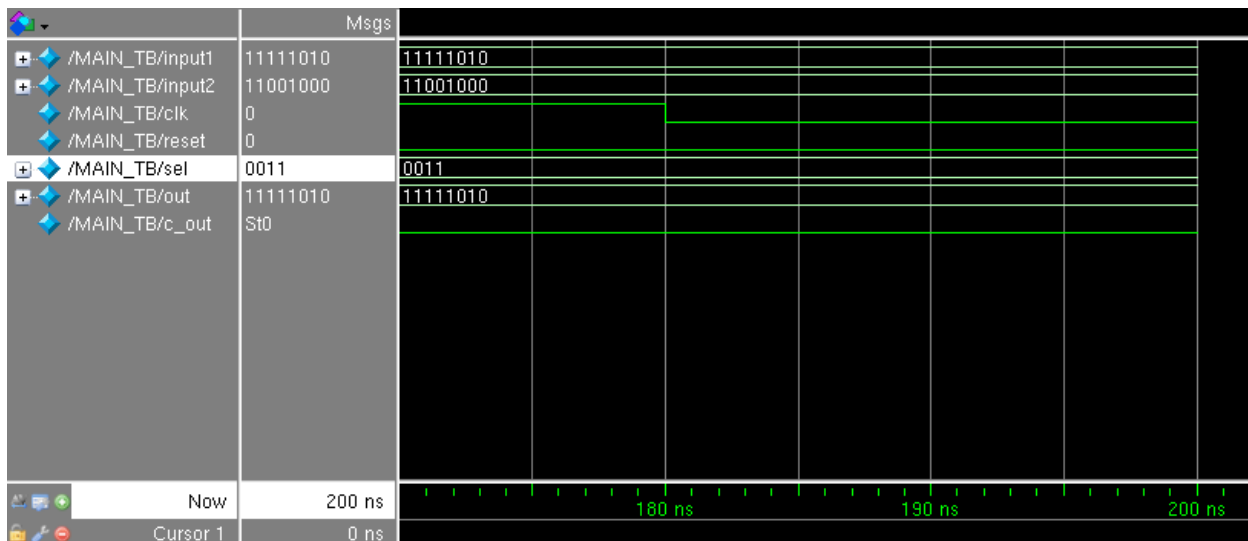 Msgs
/MAIN_TB/input1 11111010 11111010
/MAIN_TB/input2 11001000 11001000
/MAIN_TB/clk 0
/MAIN_TB/reset 0
/MAIN_TB/sel 0011 0011
/MAIN_TB/out 11111010 11111010
/MAIN_TB/c_out St0
Now 200 ns 180 ns 190 ns 200 ns
Cursor 1 0 ns